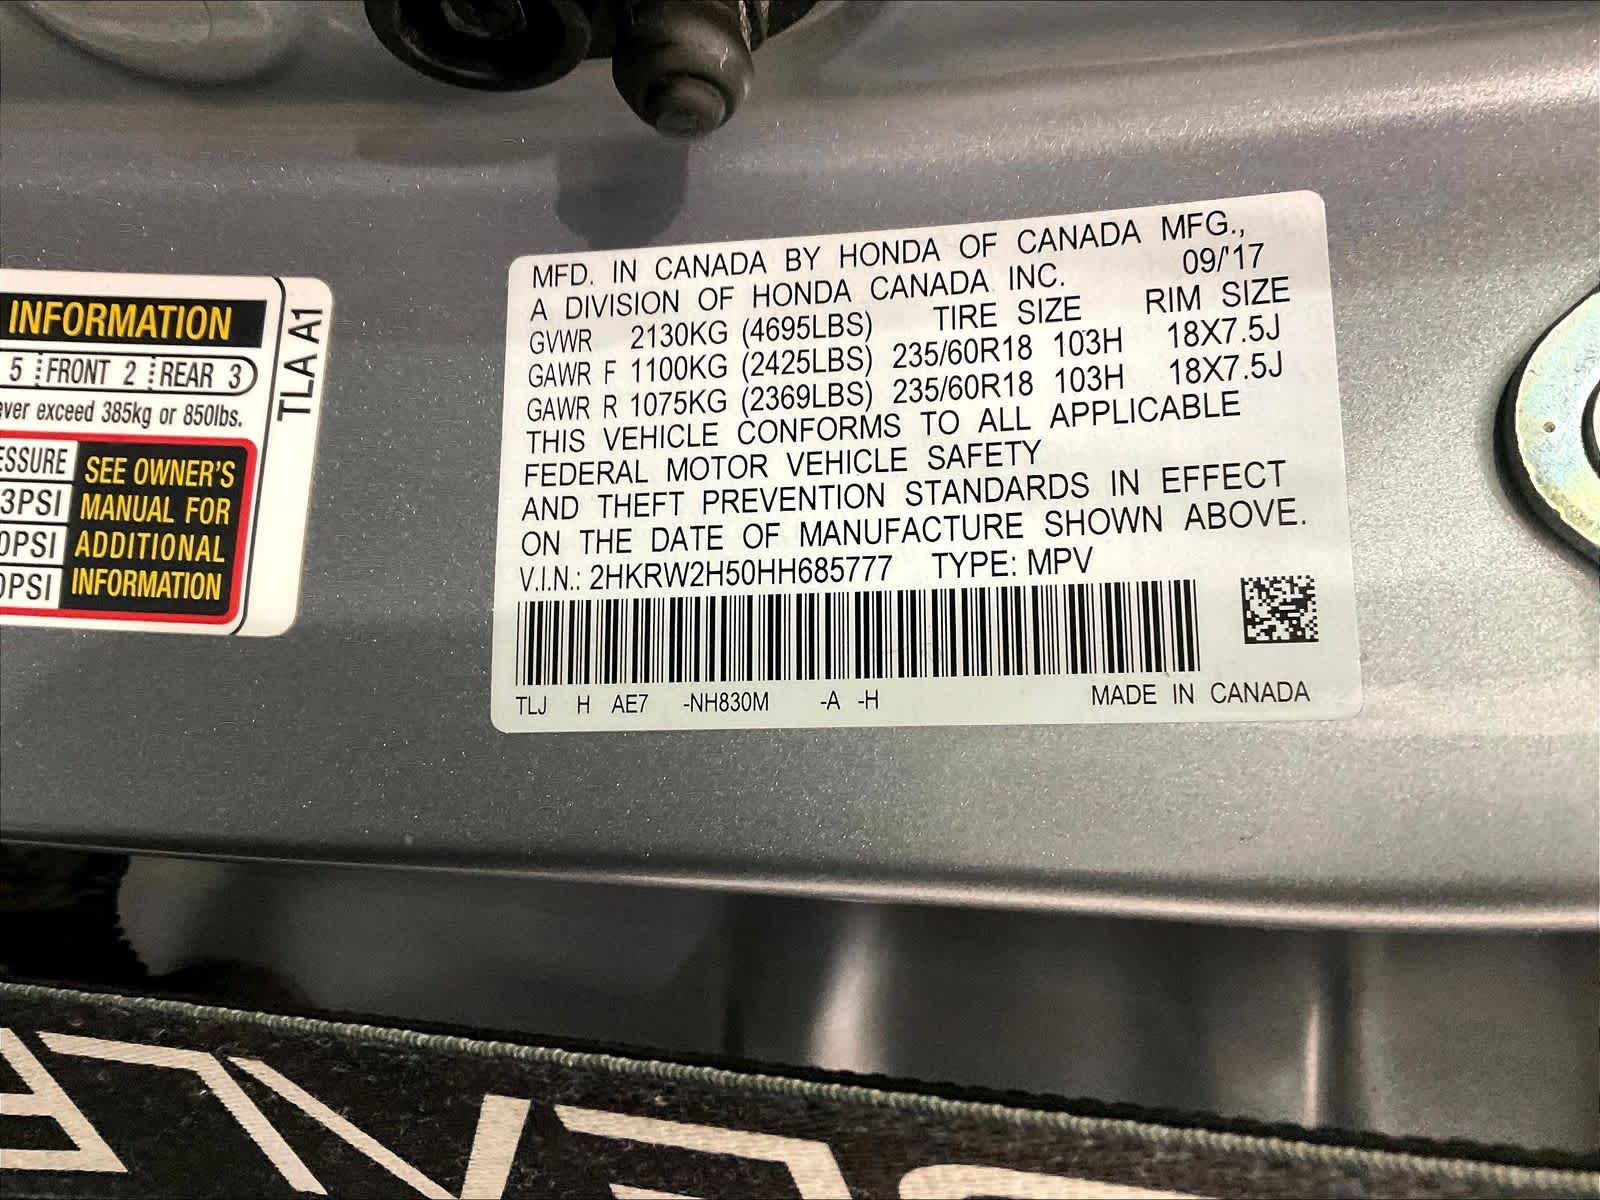 INFORMATION
5 FRONT 2 REAR 3
exceed 385kg or 850lbs.
SEE OWNER'S
3PSI MANUAL FOR
0PSI ADDITIONAL
0PSI INFORMATION
TLA A1
MFD. IN CANADA BY HONDA OF CANADA MFG.,
A DIVISION OF HONDA CANADA INC. 09/'17
GVWR 2130KG (4695LBS) TIRE SIZE RIM SIZE
GAWR F 1100KG (2425LBS) 235/60R18 103H 18X7.5J
GAWR R 1075KG (2369LBS) 235/60R18 103H 18X7.5J
THIS VEHICLE CONFORMS TO ALL APPLICABLE
FEDERAL MOTOR VEHICLE SAFETY
AND THEFT PREVENTION STANDARDS IN EFFECT
ON THE DATE OF MANUFACTURE SHOWN ABOVE.
V.I.N.: 2HKRW2H50HH685777 TYPE: MPV
TLJ H AE7 -NH830M -A -H MADE IN CANADA